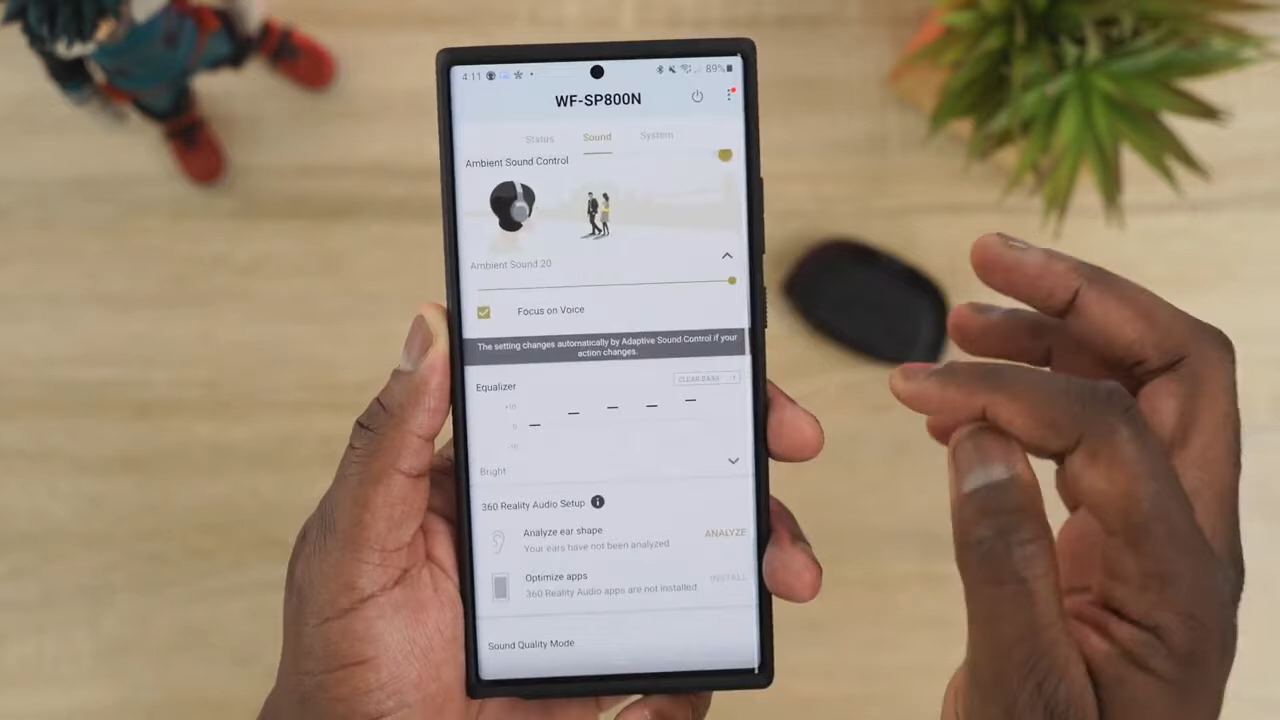 4:11 89%
WF-SP800N
Status Sound System
Ambient Sound Control
Ambient Sound 20
Focus on Voice
The setting changes automatically by Adaptive Sound Control if your
action changes.
Equalizer
CLEAR BASS
+10
0
-10
Bright
360 Reality Audio Setup
Analyze ear shape
Your ears have not been analyzed
ANALYZE
Optimize apps
360 Reality Audio apps are not installed
INSTALL
Sound Quality Mode